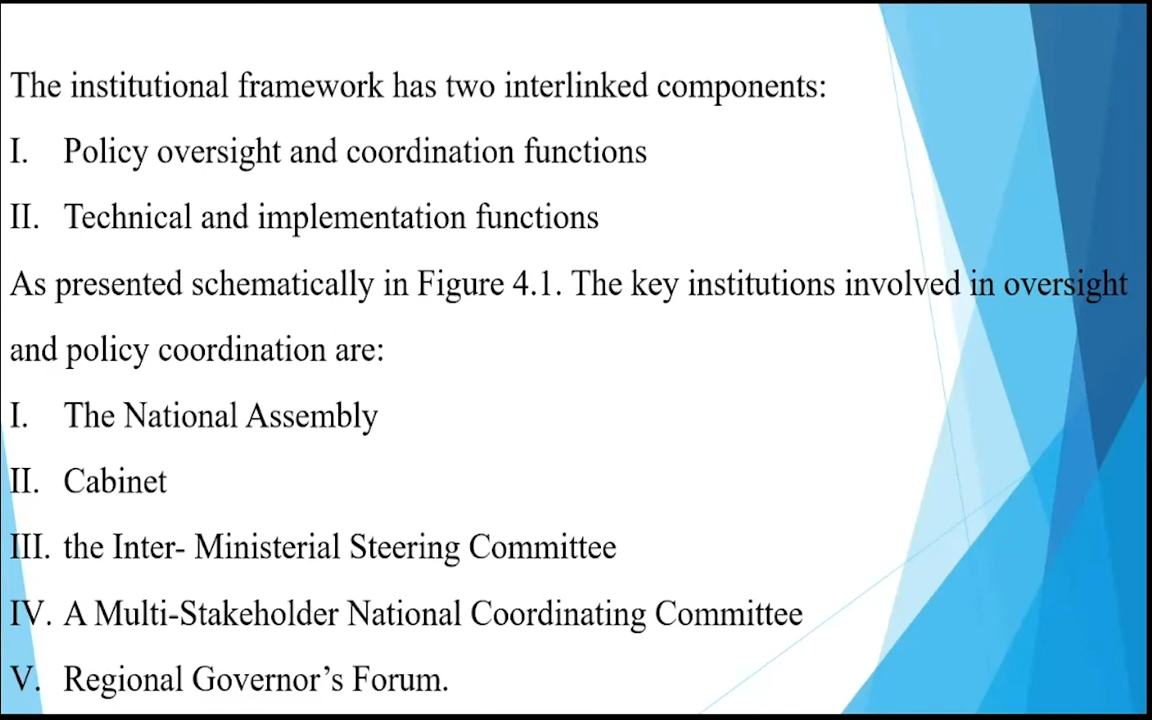 The institutional framework has two interlinked components:
I. Policy oversight and coordination functions
II. Technical and implementation functions
As presented schematically in Figure 4.1. The key institutions involved in oversight
and policy coordination are:
I. The National Assembly
II. Cabinet
III. the Inter- Ministerial Steering Committee
IV. A Multi-Stakeholder National Coordinating Committee
V. Regional Governor’s Forum.